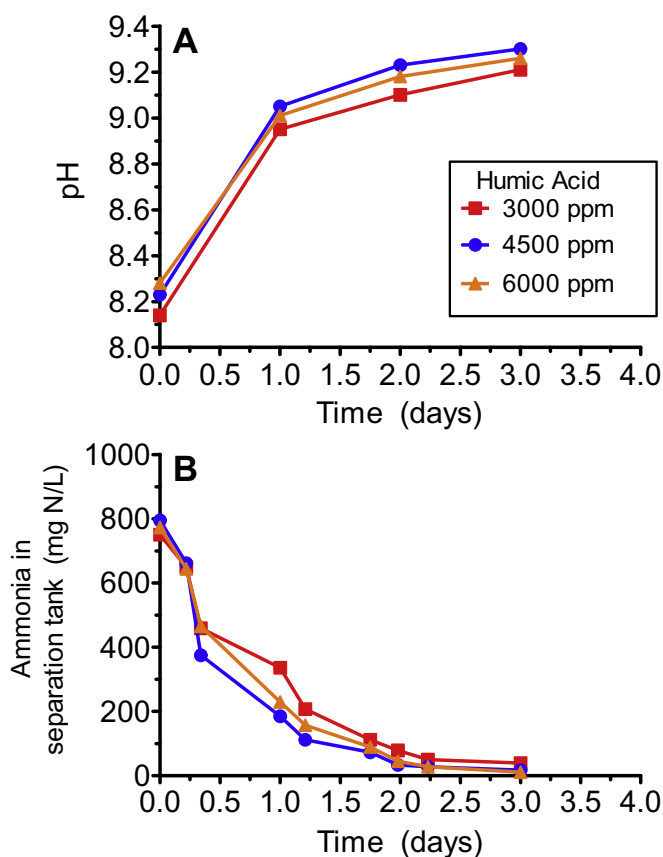 A
9.4
9.2
9.0
8.8
8.6
8.4
8.2
8.0
pH
0.0 0.5 1.0 1.5 2.0 2.5 3.0 3.5 4.0
Time (days)
Humic Acid
3000 ppm
4500 ppm
6000 ppm
B
1000
800
600
400
200
0
Ammonia in
separation tank (mg N/L)
0.0 0.5 1.0 1.5 2.0 2.5 3.0 3.5 4.0
Time (days)